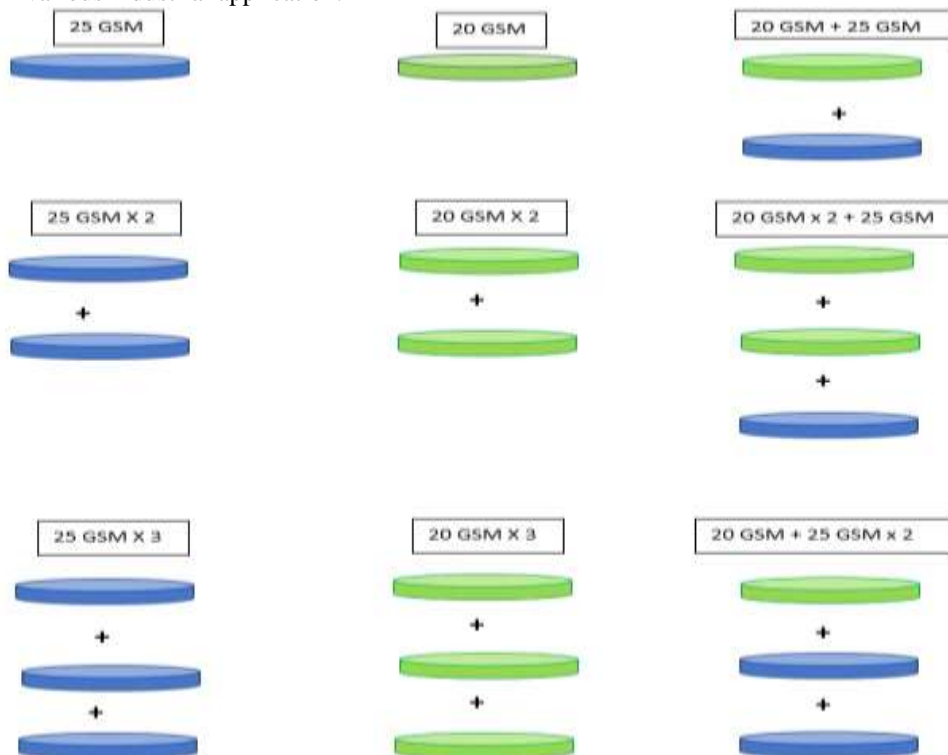 25 GSM
20 GSM
20 GSM + 25 GSM
+
25 GSM X 2
20 GSM X 2
20 GSM x 2 + 25 GSM
+
+
+
+
25 GSM X 3
20 GSM X 3
20 GSM + 25 GSM x 2
+
+
+
+
+
+